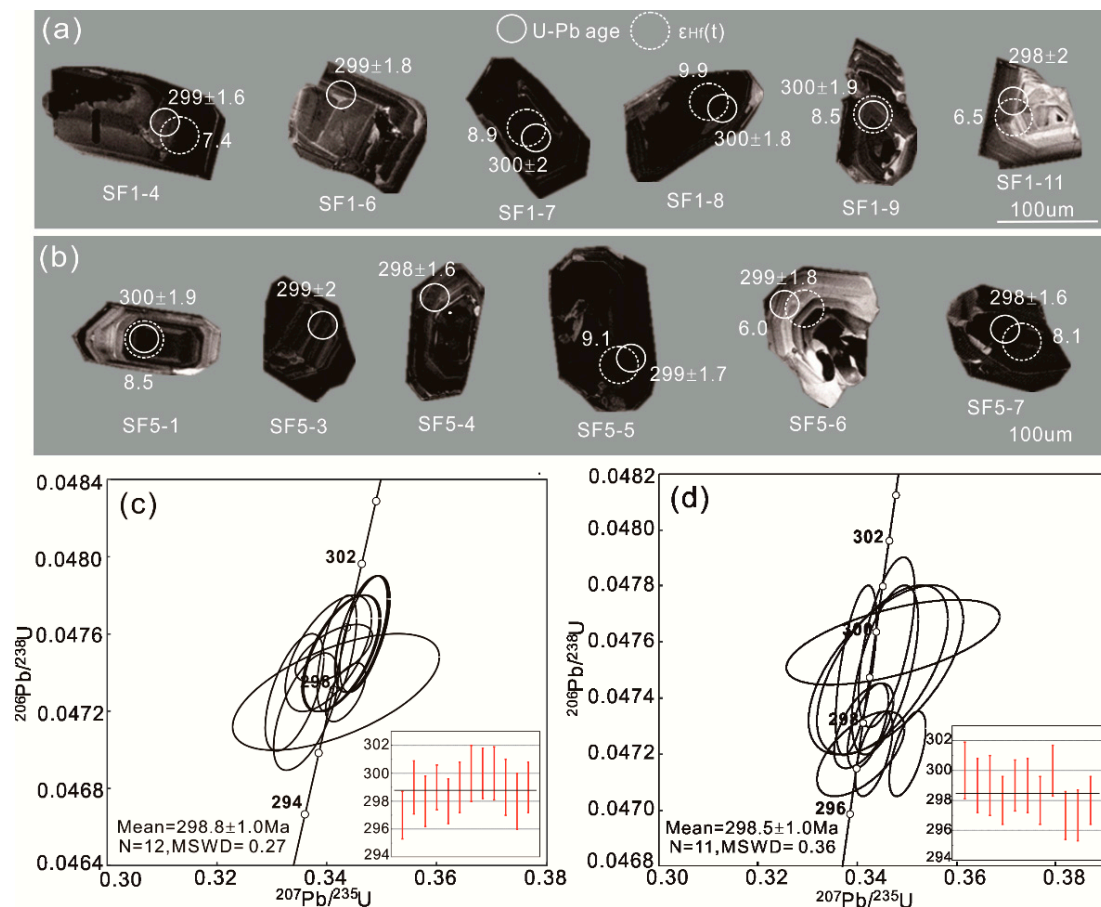 (a)
U-Pb age
εHf(t)
299±1.6
7.4
SF1-4
299±1.8
SF1-6
8.9
300±2
SF1-7
9.9
300±1.8
SF1-8
300±1.9
8.5
SF1-9
298±2
6.5
SF1-11
100um
(b)
300±1.9
8.5
SF5-1
299±2
SF5-3
298±1.6
SF5-4
9.1
299±1.7
SF5-5
299±1.8
6.0
SF5-6
298±1.6
8.1
SF5-7
100um
(c)
0.0484
0.0480
0.0476
0.0472
0.0468
0.0464
206Pb/238U
302
298
294
302
300
298
296
294
Mean=298.8±1.0Ma
N=12,MSWD= 0.27
0.30
0.32
0.34
0.36
0.38
207Pb/235U
(d)
0.0482
0.0480
0.0478
0.0476
0.0474
0.0472
0.0470
0.0468
206Pb/238U
302
300
298
296
302
300
298
296
294
Mean=298.5±1.0Ma
N=11,MSWD= 0.36
0.30
0.32
0.34
0.36
0.38
207Pb/235U